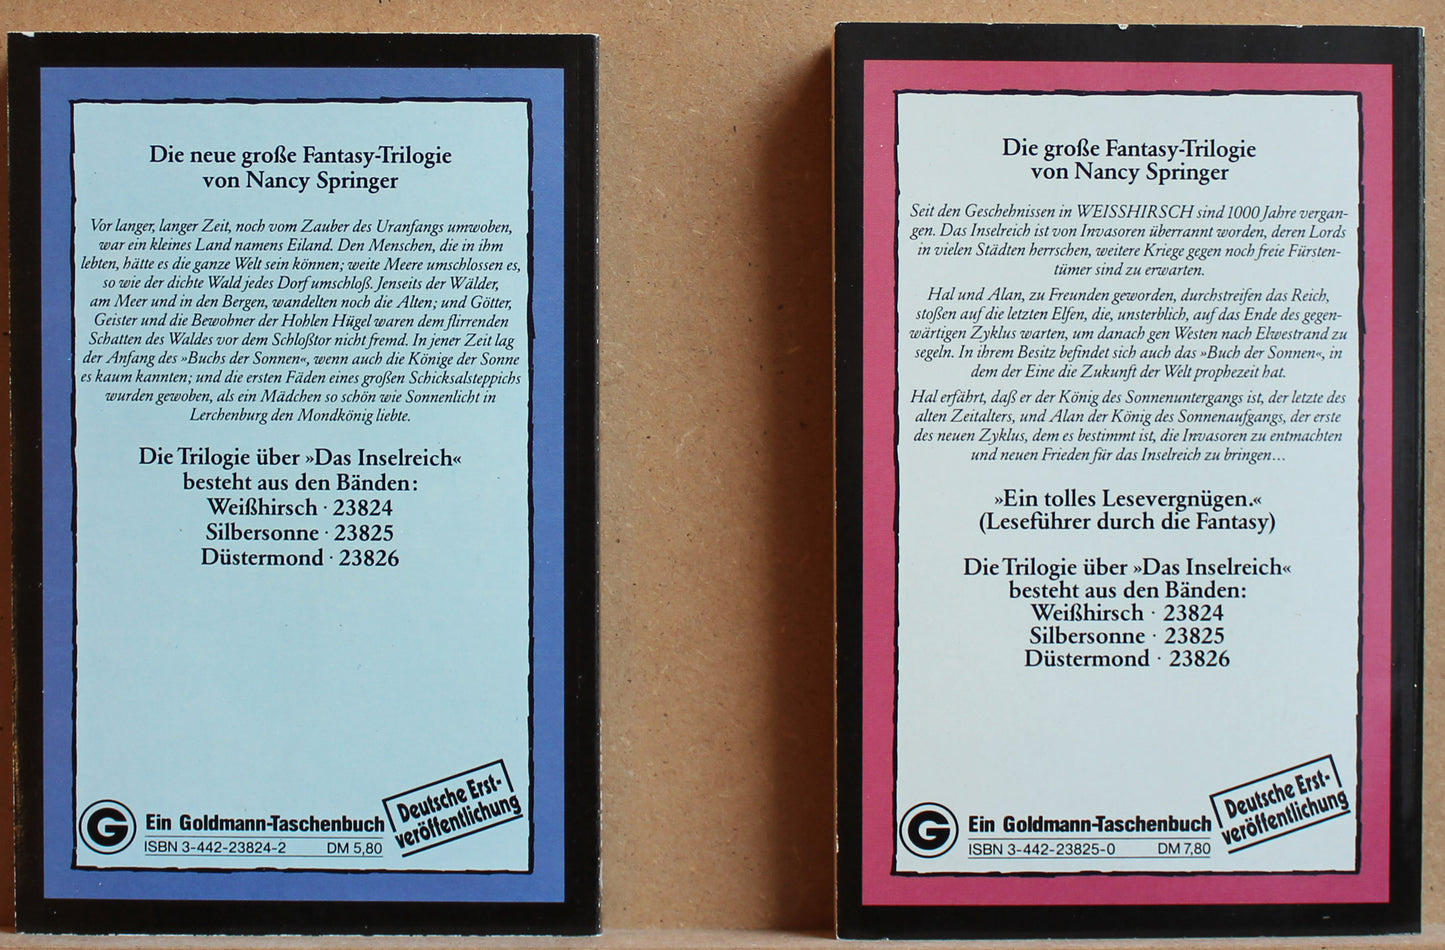 Die neue große Fantasy-Trilogie
von Nancy Springer
Vor langer, langer Zeit, noch vom Zauber des Uranfangs umwoben,
war ein kleines Land namens Eiland. Den Menschen, die in ihm
lebten, hätte es die ganze Welt sein können; weite Meere umschlossen es,
so wie der dichte Wald jedes Dorf umschloß. Jenseits der Wälder,
am Meer und in den Bergen, wandelten noch die Alten; und Götter,
Geister und die Bewohner der Hohlen Hügel waren dem flirrenden
Schatten des Waldes vor dem Schloßtor nicht fremd. In jener Zeit lag
der Anfang des »Buchs der Sonnen«, wenn auch die Könige der Sonne
es kaum kannten; und die ersten Fäden eines großen Schicksalsteppichs
wurden gewoben, als ein Mädchen so schön wie Sonnenlicht in
Lerchenburg den Mondkönig liebte.
Die Trilogie über »Das Inselreich«
besteht aus den Bänden:
Weißhirsch · 23824
Silbersonne · 23825
Düstermond · 23826
G
Ein Goldmann-Taschenbuch
ISBN 3-442-23824-2 DM 5,80
Deutsche Erst-
veröffentlichung
Die große Fantasy-Trilogie
von Nancy Springer
Seit den Geschehnissen in WEISSHIRSCH sind 1000 Jahre vergan-
gen. Das Inselreich ist von Invasoren überrannt worden, deren Lords
in vielen Städten herrschen, weitere Kriege gegen noch freie Fürsten-
tümer sind zu erwarten.
Hal und Alan, zu Freunden geworden, durchstreifen das Reich,
stoßen auf die letzten Elfen, die, unsterblich, auf das Ende des gegen-
wärtigen Zyklus warten, um danach gen Westen nach Elwestrand zu
segeln. In ihrem Besitz befindet sich auch das »Buch der Sonnen«, in
dem der Eine die Zukunft der Welt prophezeit hat.
Hal erfährt, daß er der König des Sonnenuntergangs ist, der letzte des
alten Zeitalters, und Alan der König des Sonnenaufgangs, der erste
des neuen Zyklus, dem es bestimmt ist, die Invasoren zu entmachten
und neuen Frieden für das Inselreich zu bringen...
»Ein tolles Lesevergnügen.«
(Leseführer durch die Fantasy)
Die Trilogie über »Das Inselreich«
besteht aus den Bänden:
Weißhirsch · 23824
Silbersonne · 23825
Düstermond · 23826
G
Ein Goldmann-Taschenbuch
ISBN 3-442-23825-0 DM 7,80
Deutsche Erst-
veröffentlichung